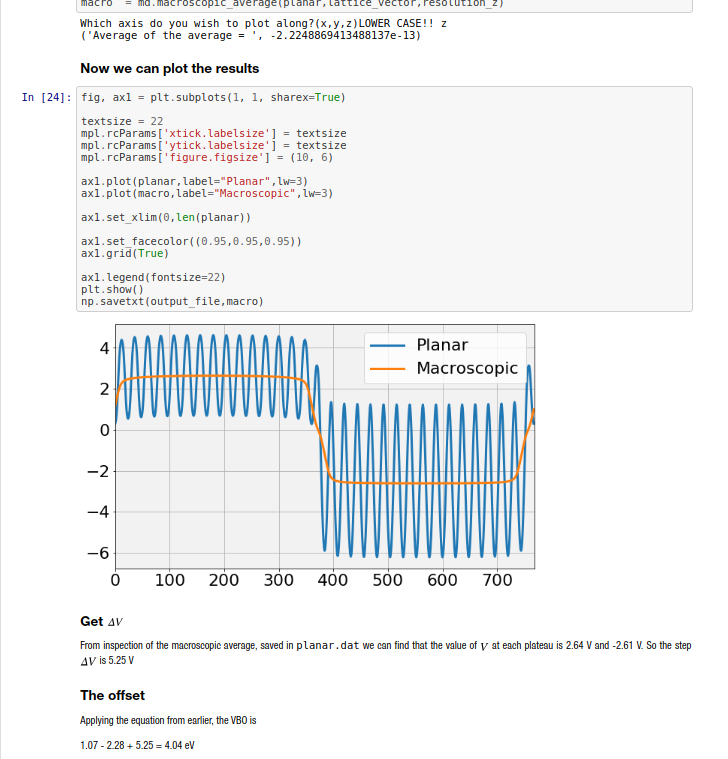 macro  = md.macroscopic_average(planar,lattice_vector,resolution_z)
Which axis do you wish to plot along?(x,y,z)LOWER CASE!! z
('Average of the average = ', -2.2248869413488137e-13)
Now we can plot the results
In [24]: fig, ax1 = plt.subplots(1, 1, sharex=True)
textsize = 22
mpl.rcParams['xtick.labelsize'] = textsize
mpl.rcParams['ytick.labelsize'] = textsize
mpl.rcParams['figure.figsize'] = (10, 6)
ax1.plot(planar,label="Planar",lw=3)
ax1.plot(macro,label="Macroscopic",lw=3)
ax1.set_xlim(0,len(planar))
ax1.set_facecolor((0.95,0.95,0.95))
ax1.grid(True)
ax1.legend(fontsize=22)
plt.show()
np.savetxt(output_file,macro)
Planar
Macroscopic
4
2
0
−2
−4
−6
0 100 200 300 400 500 600 700
Get ΔV
From inspection of the macroscopic average, saved in planar.dat we can find that the value of V at each plateau is 2.64 V and -2.61 V. So the step
ΔV is 5.25 V
The offset
Applying the equation from earlier, the VBO is
1.07 - 2.28 + 5.25 = 4.04 eV